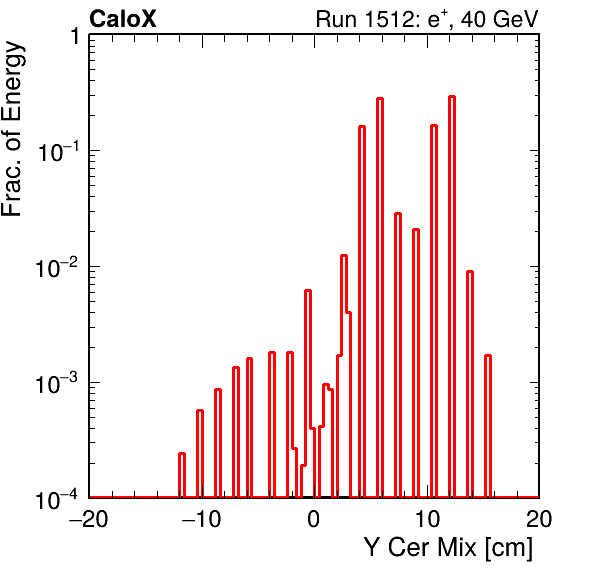 CaloX Run 1512: e⁺, 40 GeV
Frac. of Energy
1
10⁻¹
10⁻²
10⁻³
10⁻⁴
−20 −10 0 10 20
Y Cer Mix [cm]